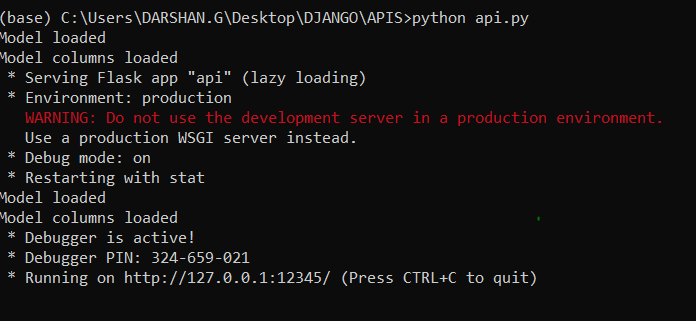 (base) C:\Users\DARSHAN.G\Desktop\DJANGO\APIS>python api.py
Model loaded
Model columns loaded
 * Serving Flask app "api" (lazy loading)
 * Environment: production
   WARNING: Do not use the development server in a production environment.
   Use a production WSGI server instead.
 * Debug mode: on
 * Restarting with stat
Model loaded
Model columns loaded
 * Debugger is active!
 * Debugger PIN: 324-659-021
 * Running on http://127.0.0.1:12345/ (Press CTRL+C to quit)